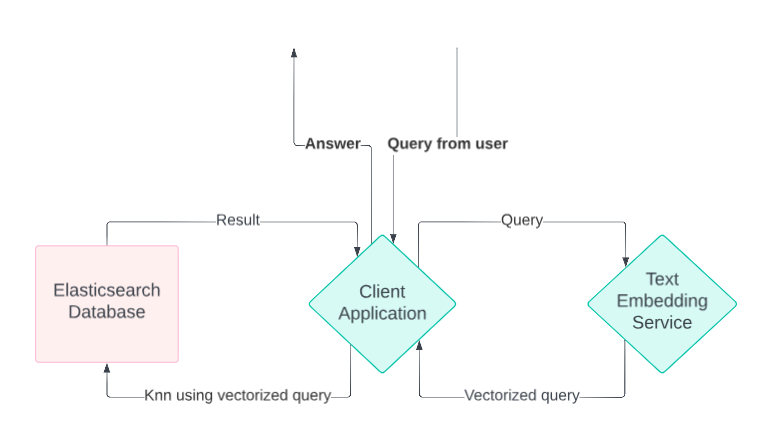 Answer
Query from user
Result
Query
Elasticsearch
Database
Client
Application
Text
Embedding
Service
Knn using vectorized query
Vectorized query